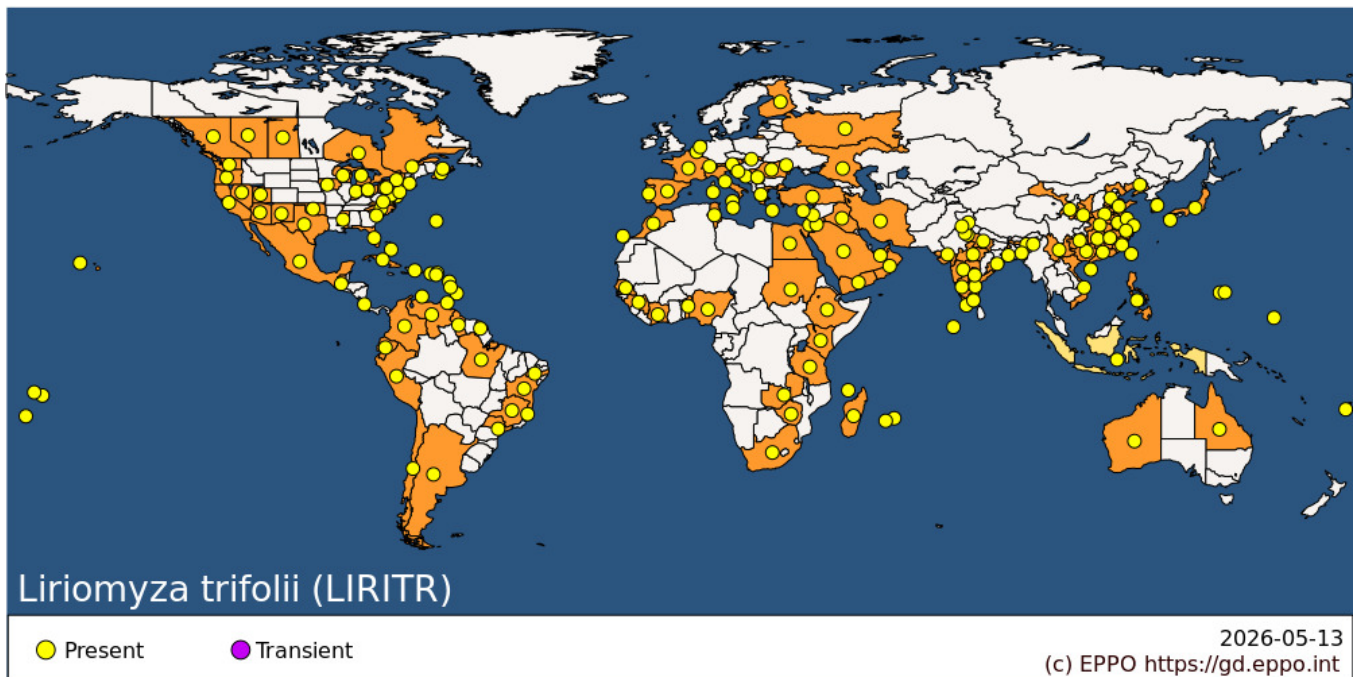 Liriomyza trifolii (LIRITR)
Present
Transient
2026-05-13
(c) EPPO https://gd.eppo.int